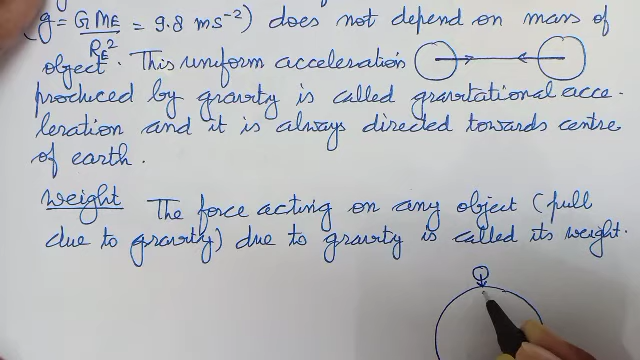 (g = G ME / RE² = 9.8 ms⁻²) does not depend on mass of
object. This uniform acceleration
produced by gravity is called gravitational acce-
leration and it is always directed towards centre
of earth.
Weight The force acting on any object (pull
due to gravity) due to gravity is called its weight.